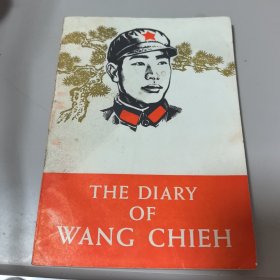 THE DIARY
OF
WANG CHIEH